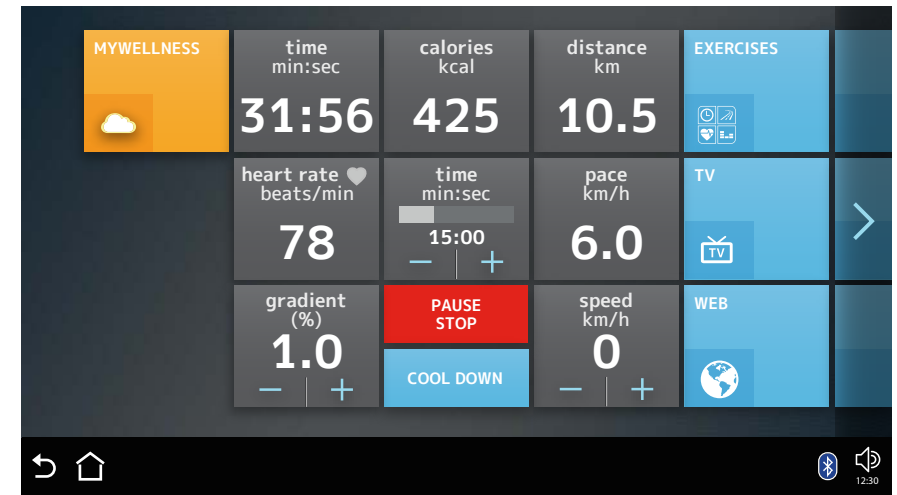 MYWELLNESS
time
min:sec
31:56
calories
kcal
425
distance
km
10.5
EXERCISES
heart rate
beats/min
78
time
min:sec
15:00
− +
pace
km/h
6.0
TV
TV
gradient
(%)
1.0
− +
PAUSE
STOP
COOL DOWN
speed
km/h
0
− +
WEB
12:30